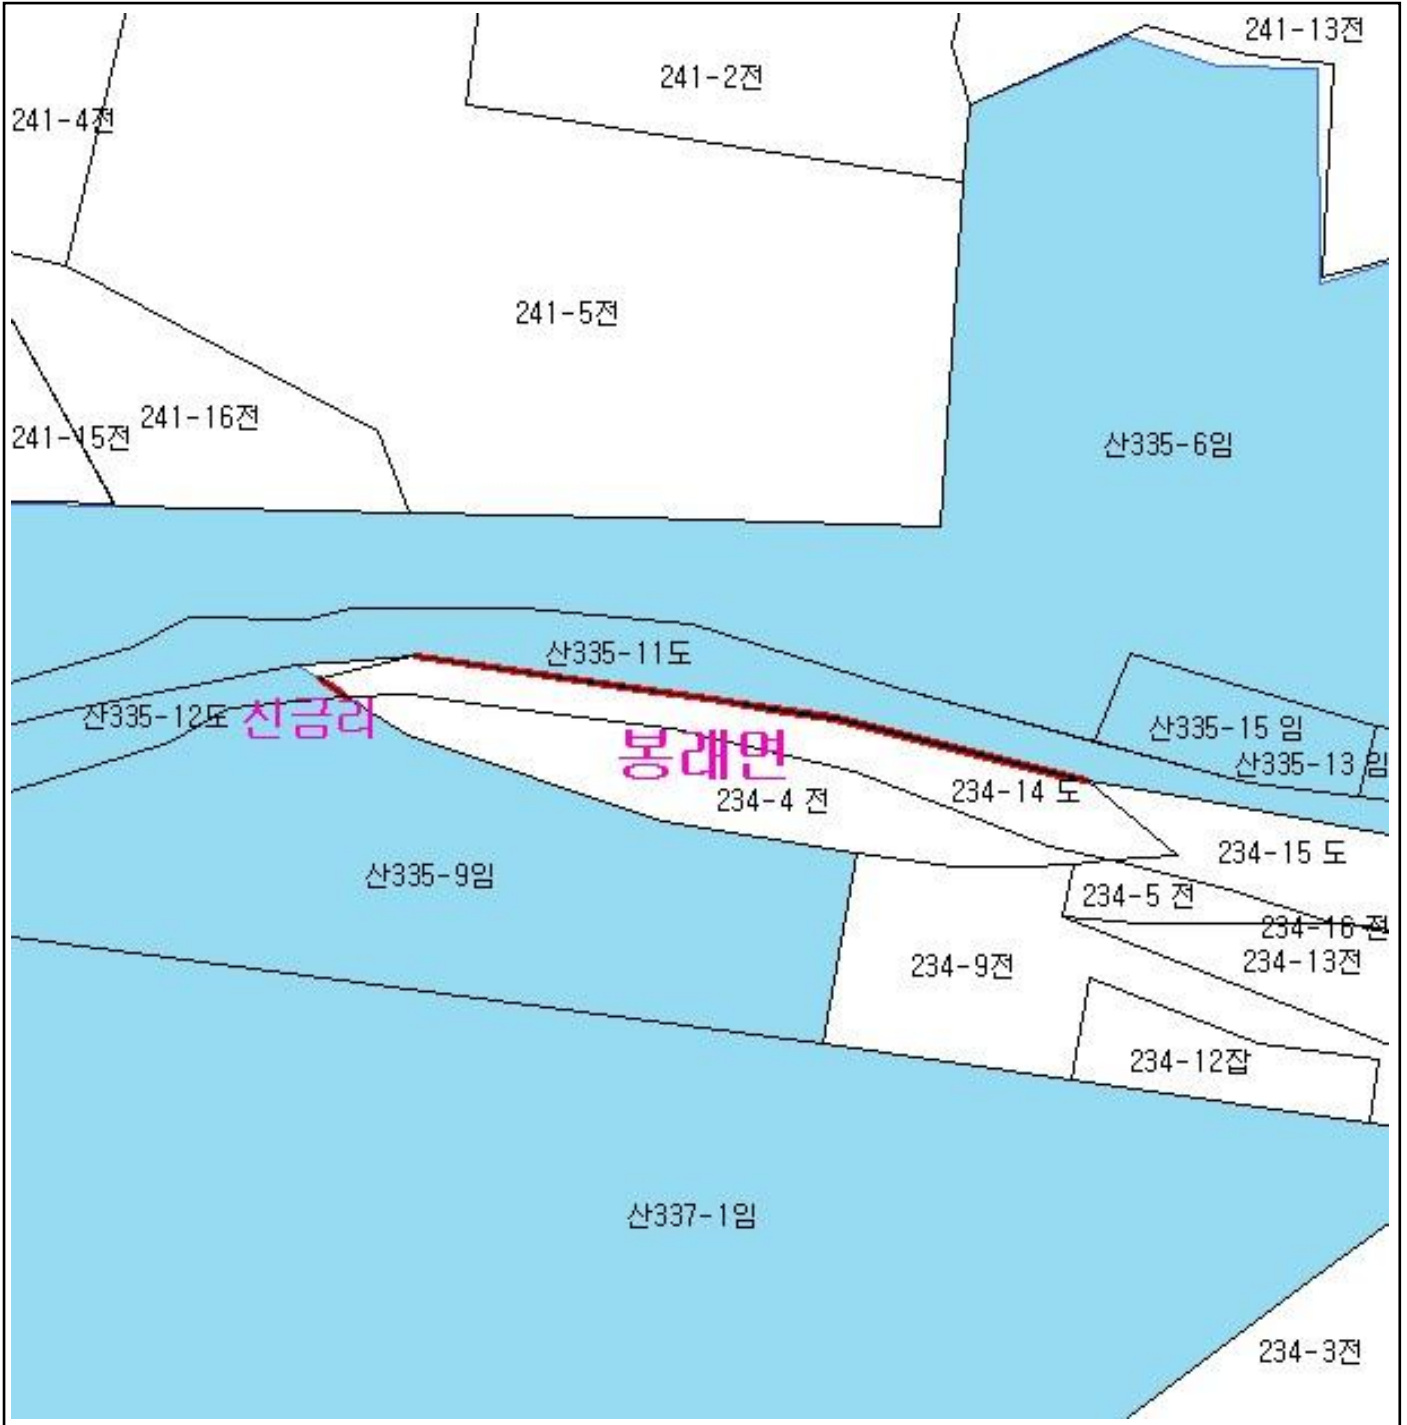 241-13전
241-2전
241-4전
241-5전
241-16전
241-15전
산335-6임
산335-11도
산335-12도
신금리
봉래면
산335-15 임
산335-13 임
234-4 전
234-14 도
234-15 도
산335-9임
234-5 전
234-16 전
234-9전
234-13전
234-12잡
산337-1임
234-3전